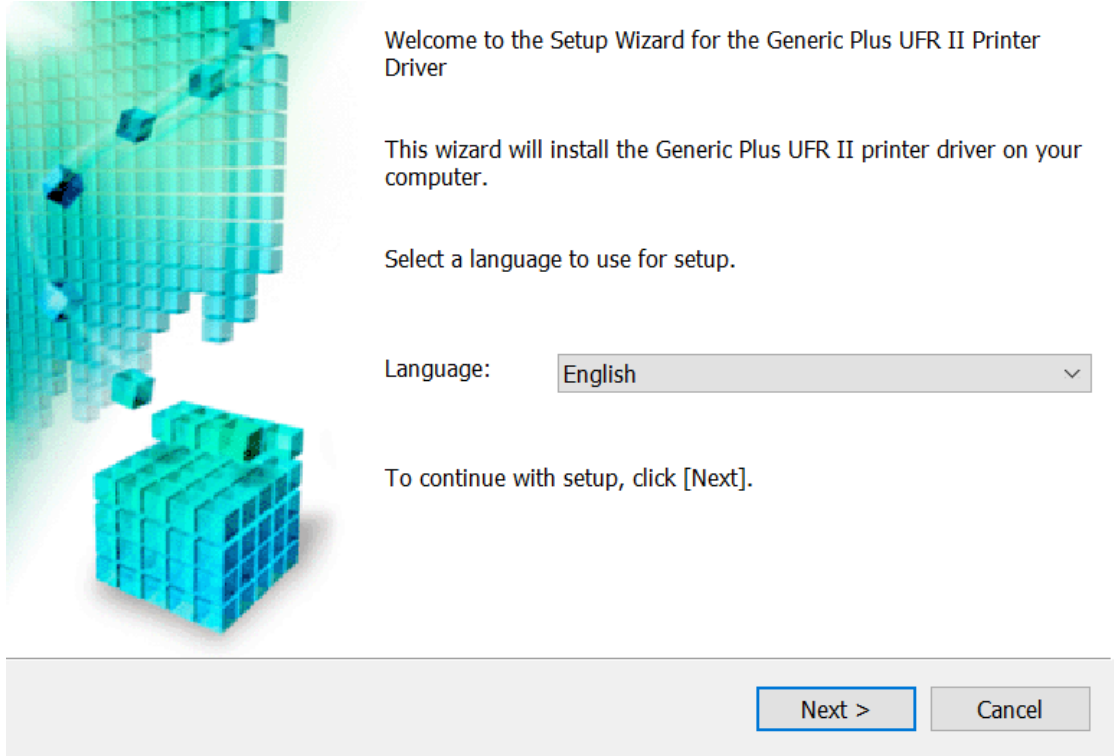 Welcome to the Setup Wizard for the Generic Plus UFR II Printer
Driver
This wizard will install the Generic Plus UFR II printer driver on your
computer.
Select a language to use for setup.
Language: English
To continue with setup, click [Next].
Next > Cancel